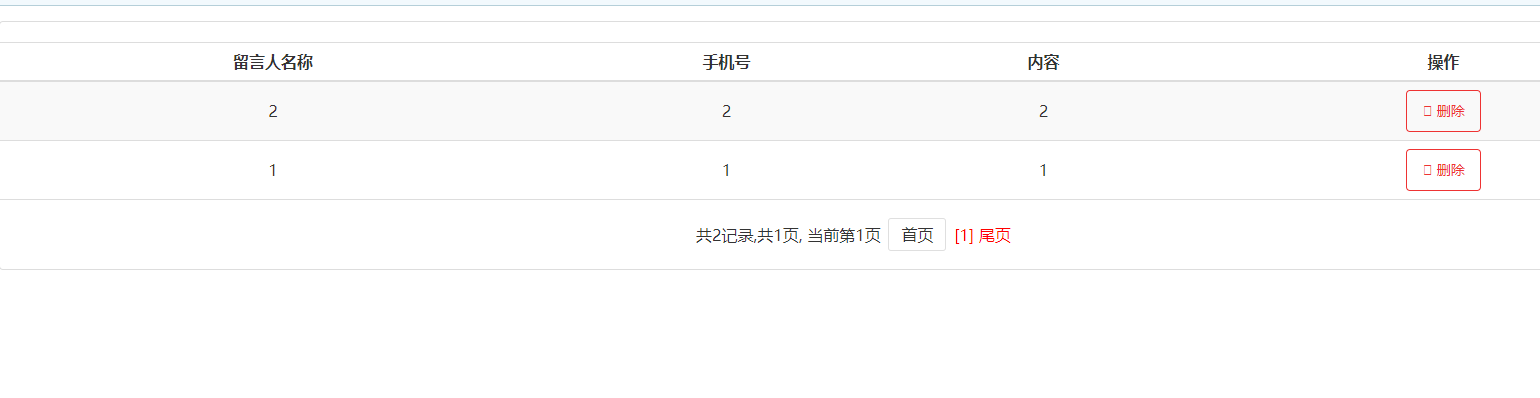 留言人名称 手机号 内容 操作
2 2 2 删除
1 1 1 删除
共2记录,共1页, 当前第1页 首页 [1] 尾页